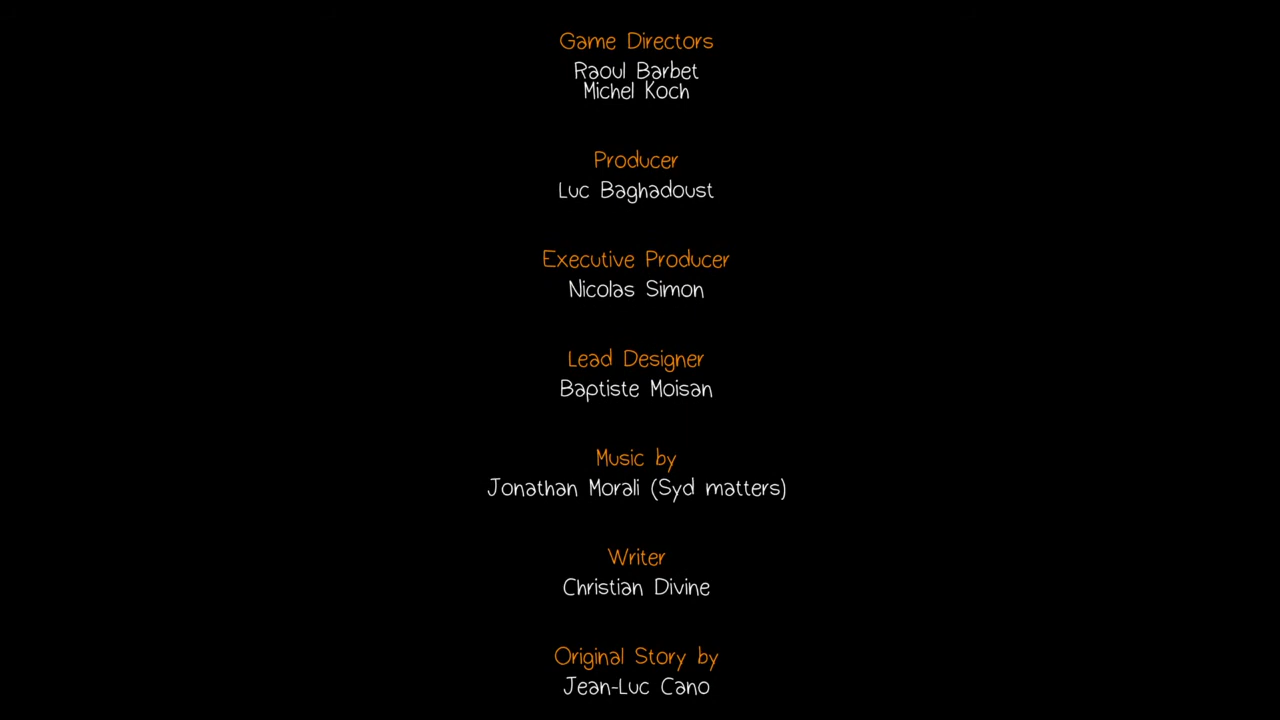 Game Directors
Raoul Barbet
Michel Koch
Producer
Luc Baghadoust
Executive Producer
Nicolas Simon
Lead Designer
Baptiste Moisan
Music by
Jonathan Morali (Syd matters)
Writer
Christian Divine
Original Story by
Jean-Luc Cano